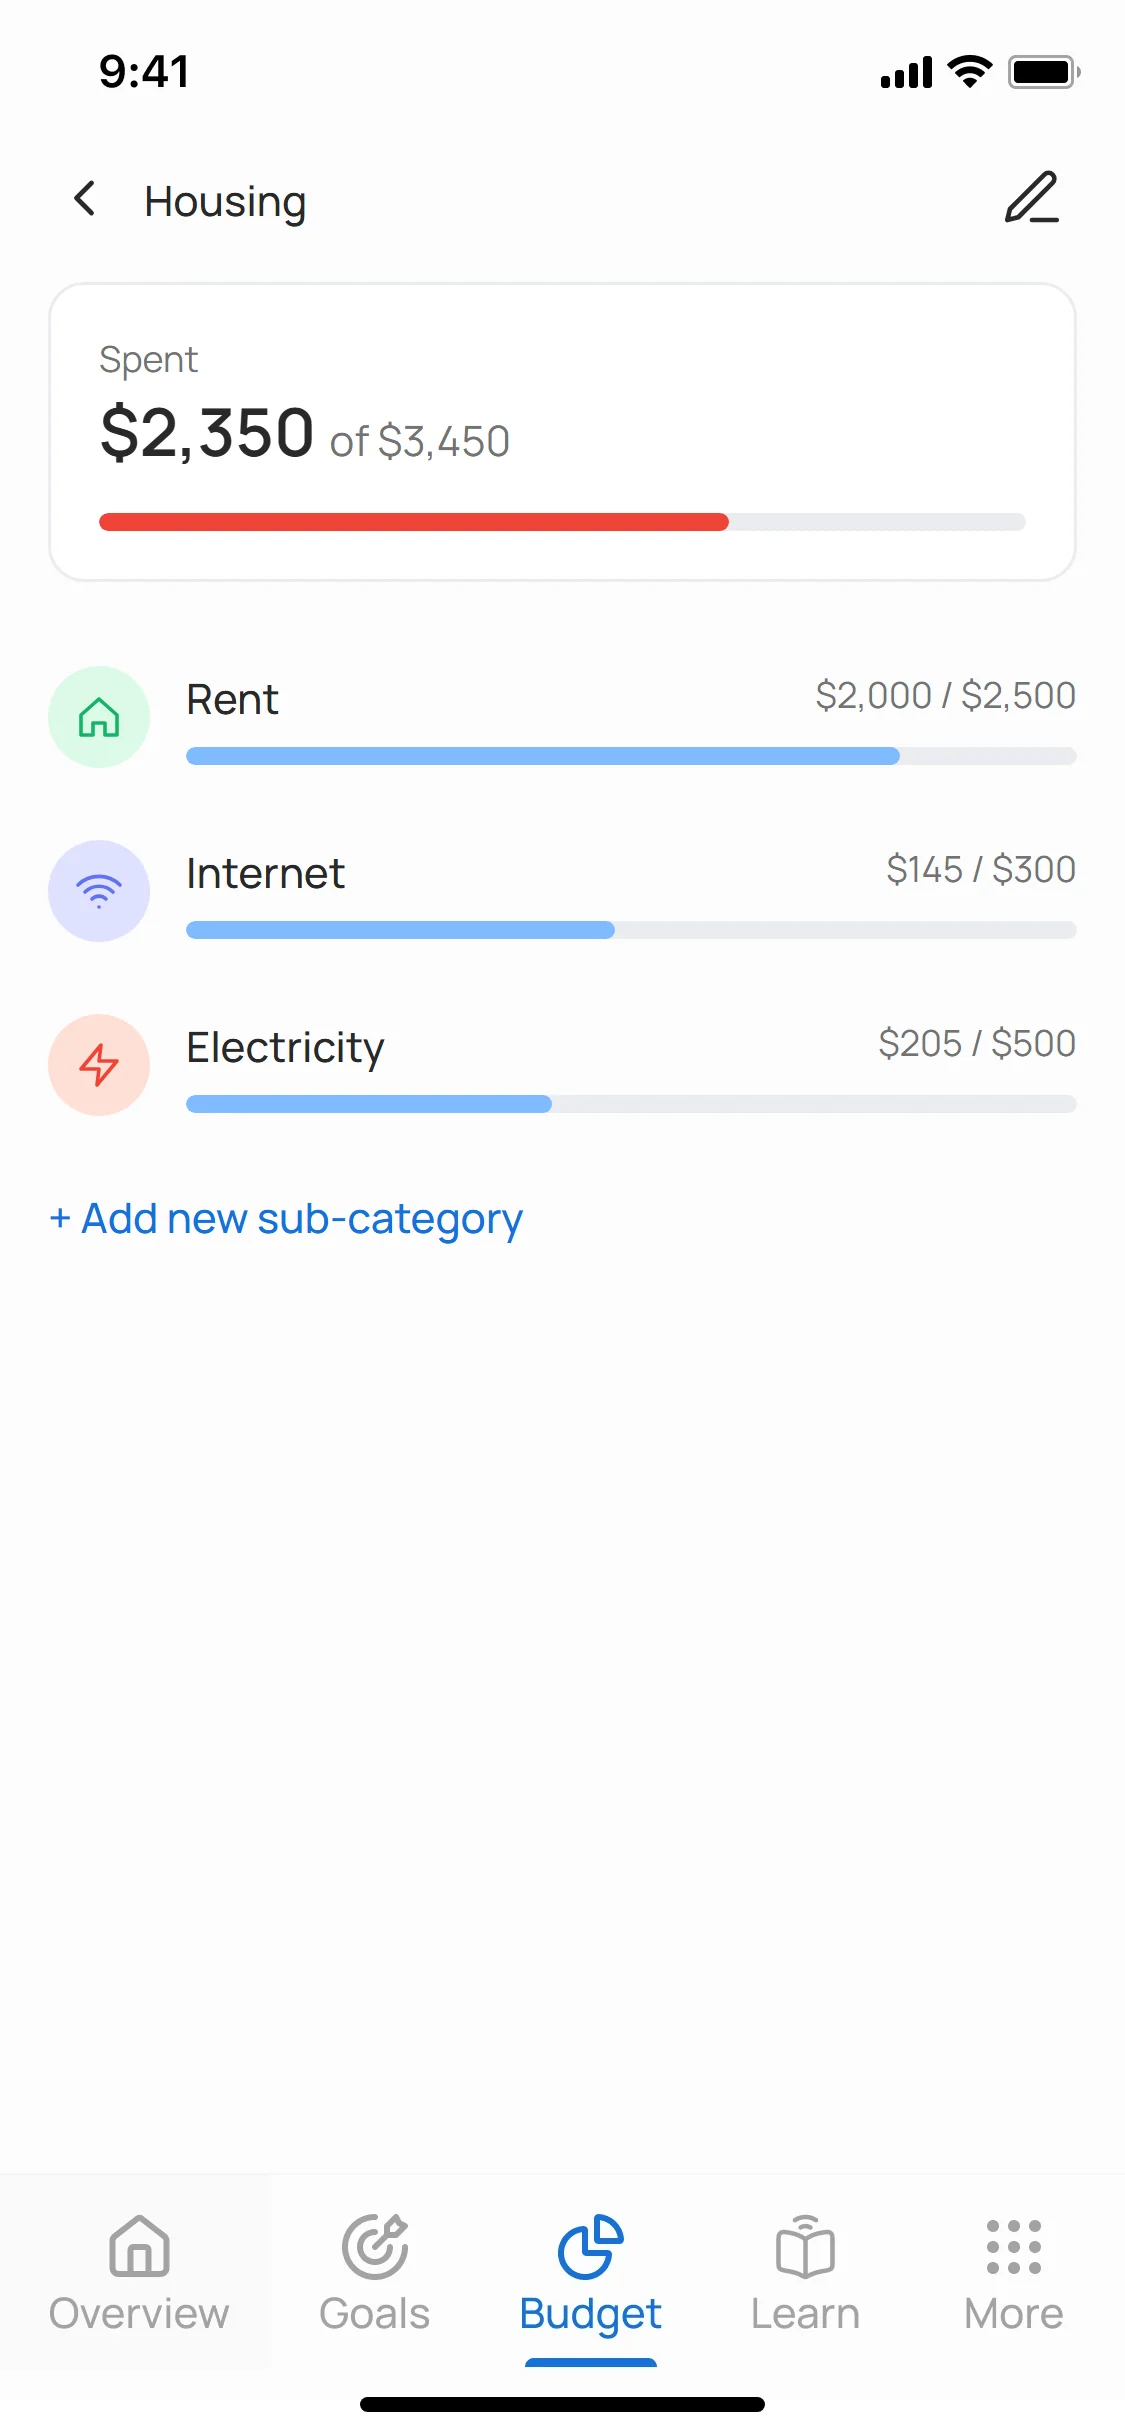 9:41
Housing
Spent
$2,350 of $3,450
Rent
$2,000 / $2,500
Internet
$145 / $300
Electricity
$205 / $500
+ Add new sub-category
Overview
Goals
Budget
Learn
More